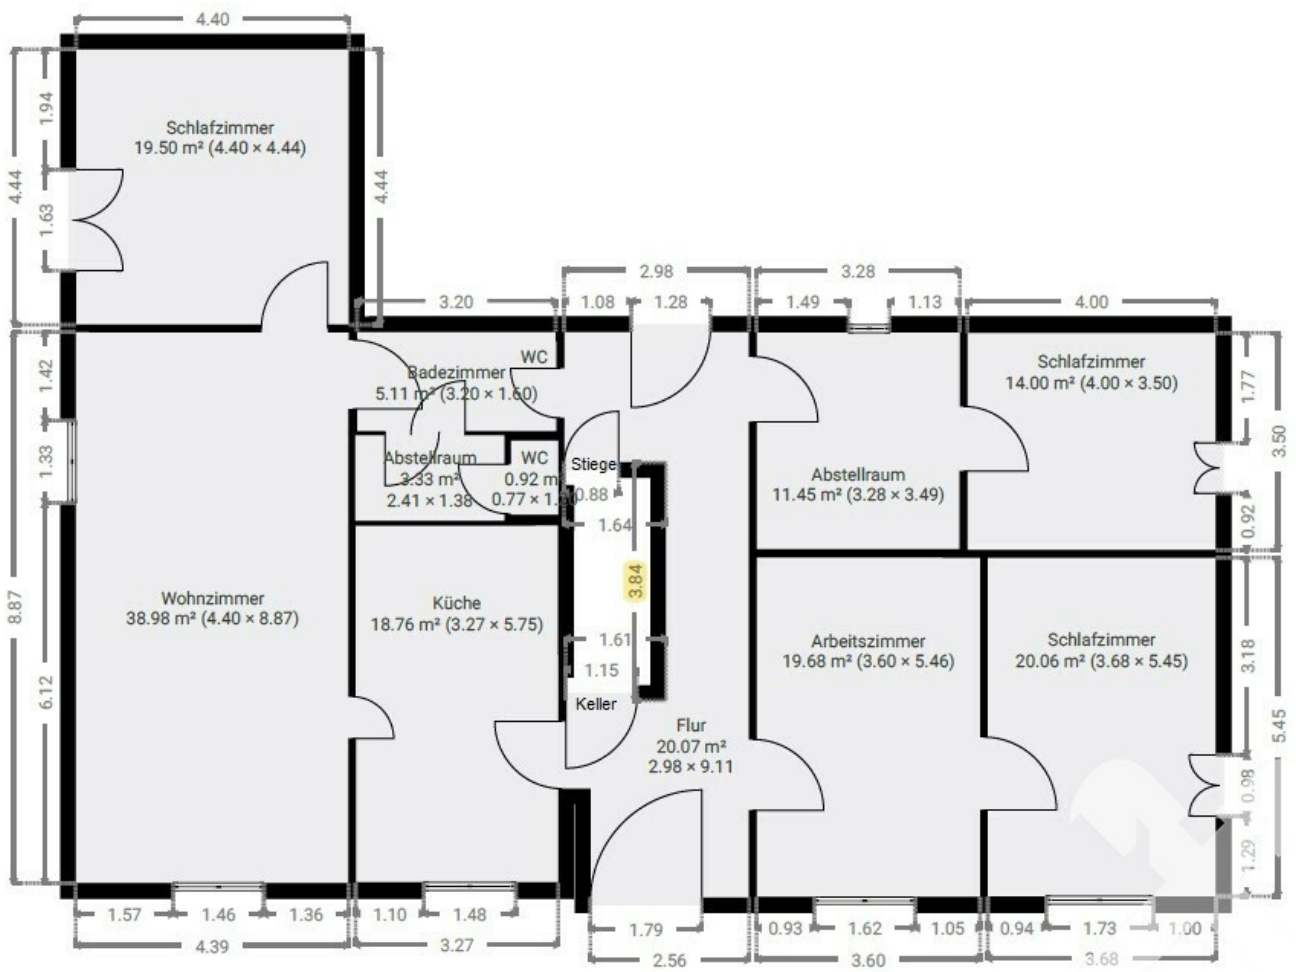 4.40
1.94
4.44
1.63
4.44
Schlafzimmer
19.50 m² (4.40 × 4.44)
2.98
3.28
3.20
1.08
1.28
1.49
1.13
4.00
1.42
WC
Badezimmer
5.11 m² (3.20 × 1.60)
Schlafzimmer
14.00 m² (4.00 × 3.50)
1.77
3.50
1.33
Abstellraum
3.33 m²
2.41 × 1.38
WC
0.92 m
0.77 × 1.
Stiege
0.88
1.64
Abstellraum
11.45 m² (3.28 × 3.49)
0.92
8.87
Wohnzimmer
38.98 m² (4.40 × 8.87)
Küche
18.76 m² (3.27 × 5.75)
3.84
1.61
1.15
Keller
Arbeitszimmer
19.68 m² (3.60 × 5.46)
Schlafzimmer
20.06 m² (3.68 × 5.45)
3.18
6.12
Flur
20.07 m²
2.98 × 9.11
5.45
0.98
1.29
1.57
1.46
1.36
1.10
1.48
1.79
0.93
1.62
1.05
0.94
1.73
1.00
4.39
3.27
2.56
3.60
3.68